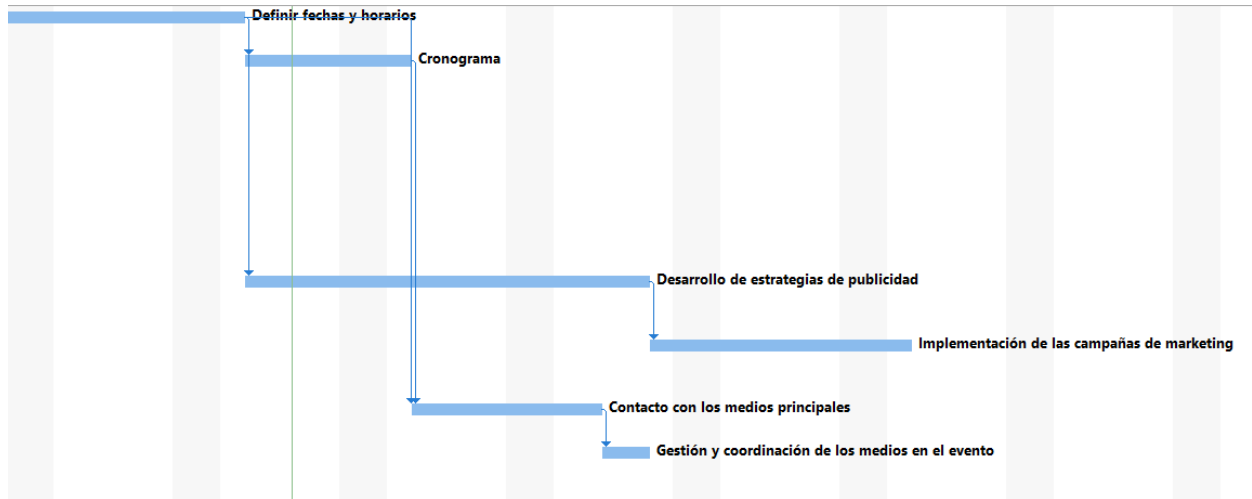 Definir fechas y horarios
Cronograma
Desarrollo de estrategias de publicidad
Implementación de las campañas de marketing
Contacto con los medios principales
Gestión y coordinación de los medios en el evento